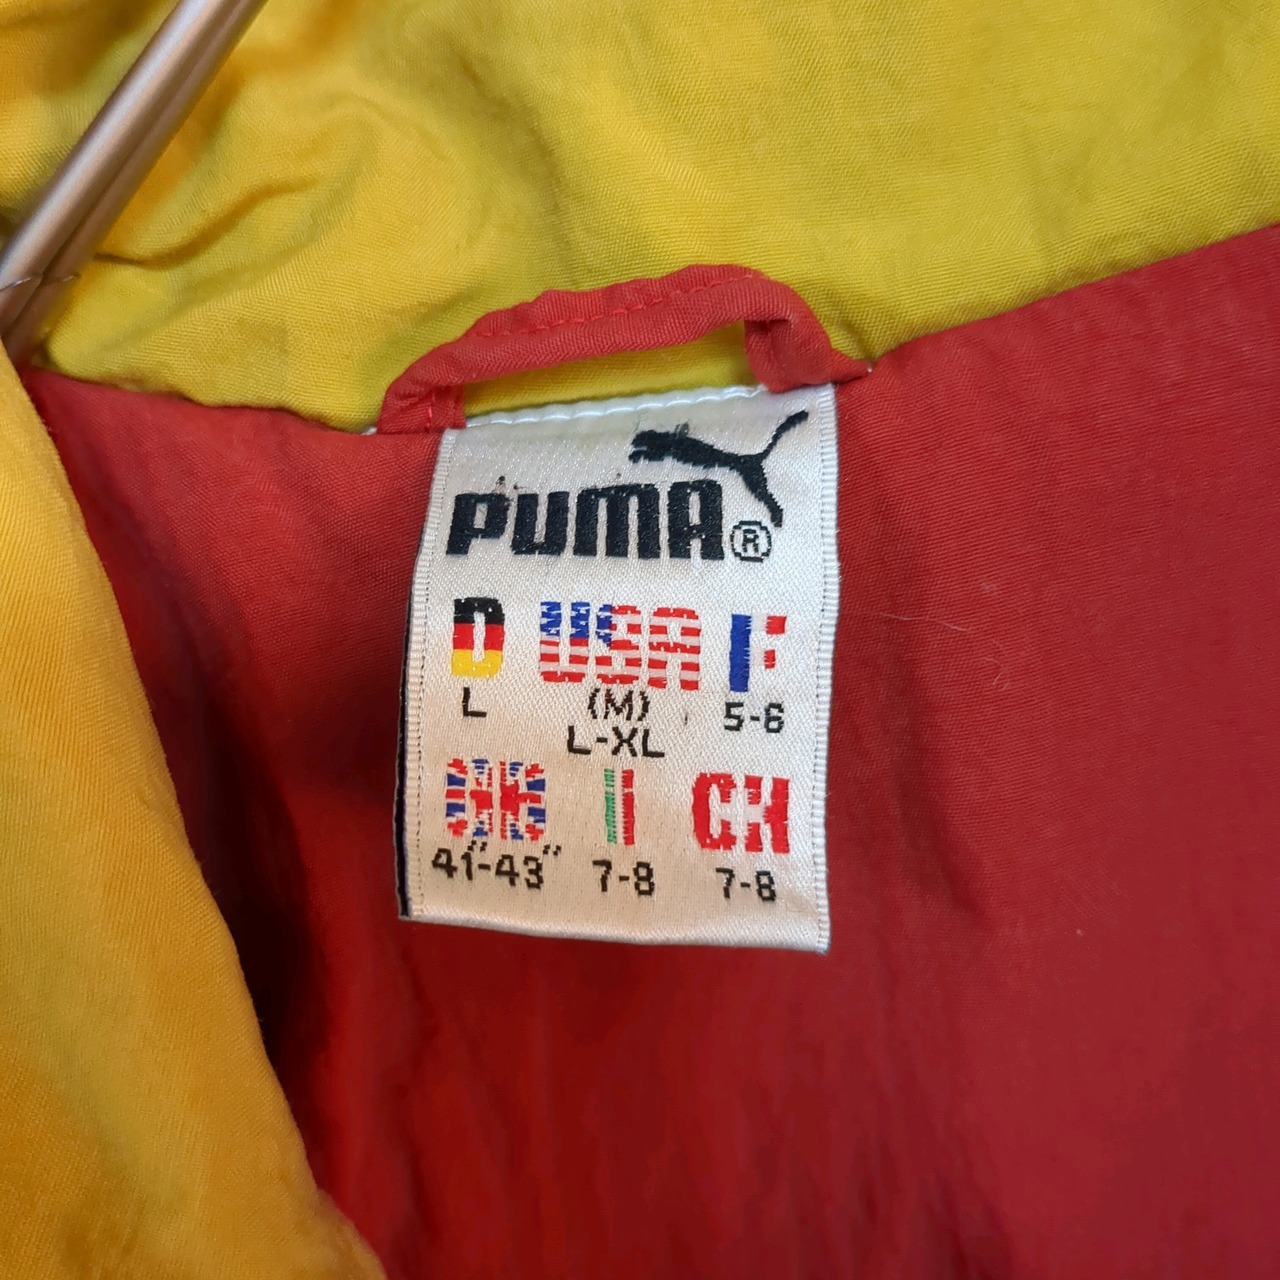 PUMA®
D USA F
L (M) 5-6
L-XL
GB I CH
41"-43" 7-8 7-8